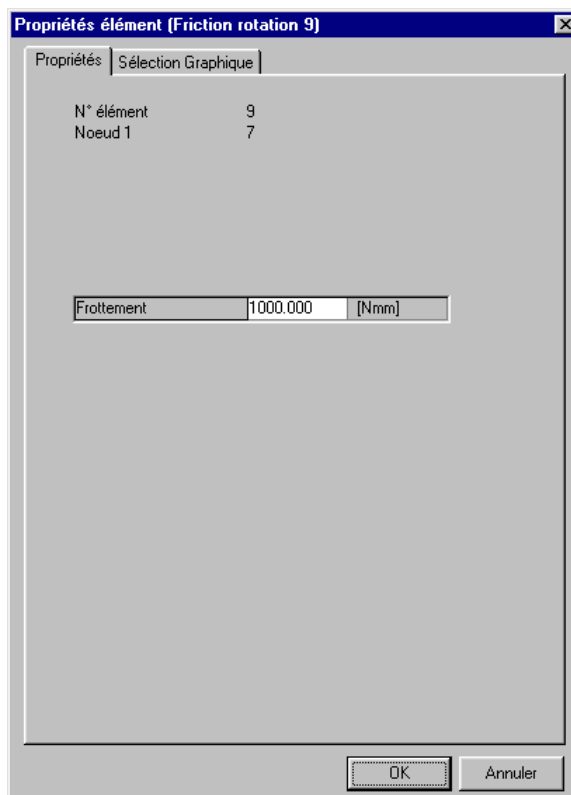 Propriétés élément (Friction rotation 9)
Propriétés Sélection Graphique
N° élément 9
Noeud 1 7
Frottement 1000.000 [Nmm]
OK Annuler